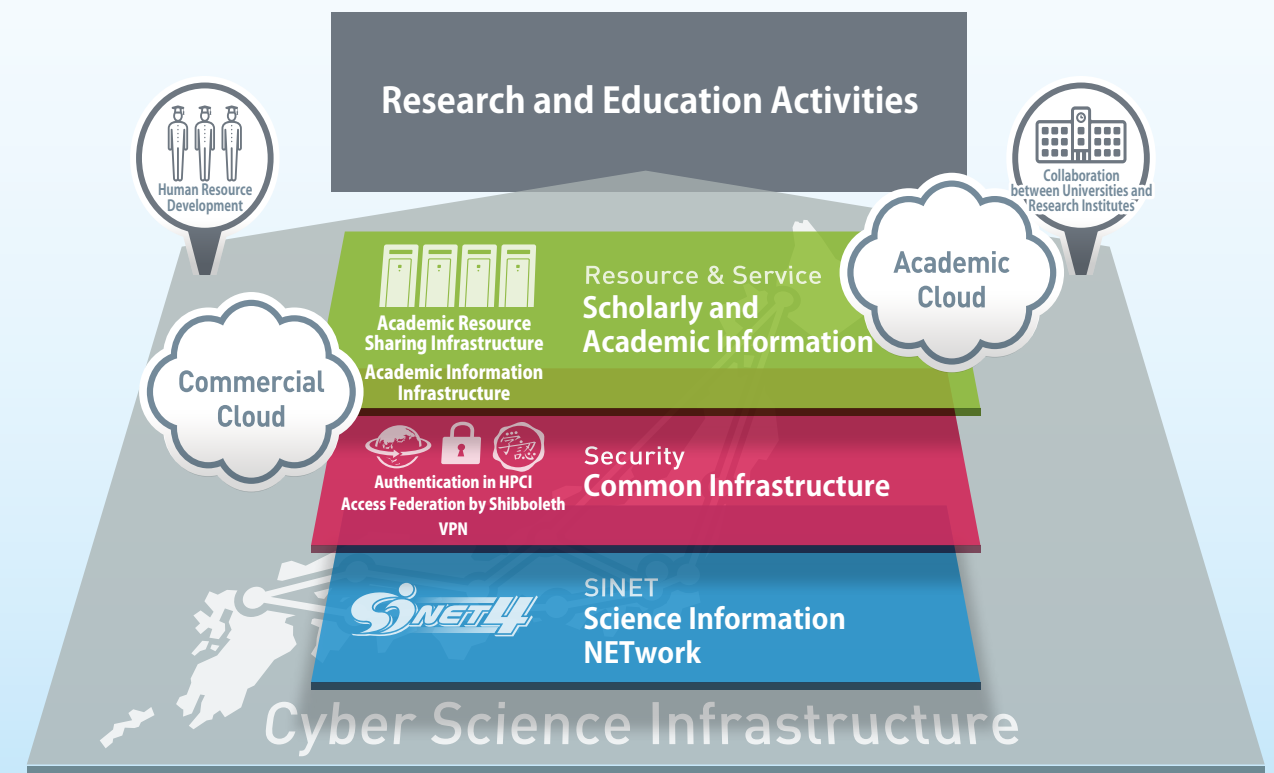 Research and Education Activities
Human Resource
Development
Collaboration
between Universities and
Research Institutes
Academic
Cloud
Commercial
Cloud
Academic Resource
Sharing Infrastructure
Academic Information
Infrastructure
Resource & Service
Scholarly and
Academic Information
学認
Authentication in HPCI
Access Federation by Shibboleth
VPN
Security
Common Infrastructure
SINET4
SINET
Science Information
NETwork
Cyber Science Infrastructure